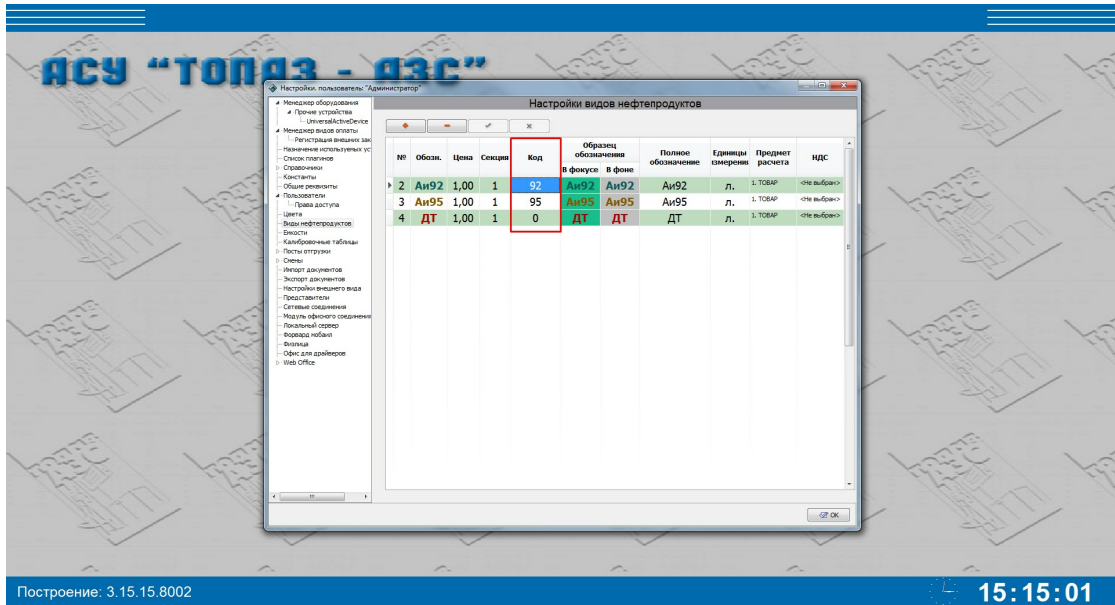 АСУ “ТОПАЗ - АЗС”
Настройки. пользователь: "Администратор"
Менеджер оборудования
Прочие устройства
UniversalActiveDevice
Менеджер видов оплаты
Регистрация внешних зак
Назначение используемых ус
Список плагинов
Справочники
Константы
Общие реквизиты
Пользователи
Права доступа
Цвета
Виды нефтепродуктов
Емкости
Калибровочные таблицы
Посты отгрузки
Смены
Импорт документов
Экспорт документов
Настройки внешнего вида
Представители
Сетевые соединения
Модуль офисного соединения
Локальный сервер
Форвард мобаил
Физлица
Офис для драйверов
Web Office
Настройки видов нефтепродуктов
№ Обозн. Цена Секция Код Образец обозначения Полное обозначение Единицы измерения Предмет расчета НДС
В фокусе В фоне
2 Аи92 1,00 1 92 Аи92 Аи92 Аи92 л. 1. ТОВАР <Не выбран>
3 Аи95 1,00 1 95 Аи95 Аи95 Аи95 л. 1. ТОВАР <Не выбран>
4 ДТ 1,00 1 0 ДТ ДТ ДТ л. 1. ТОВАР <Не выбран>
OK
Построение: 3.15.15.8002
15:15:01